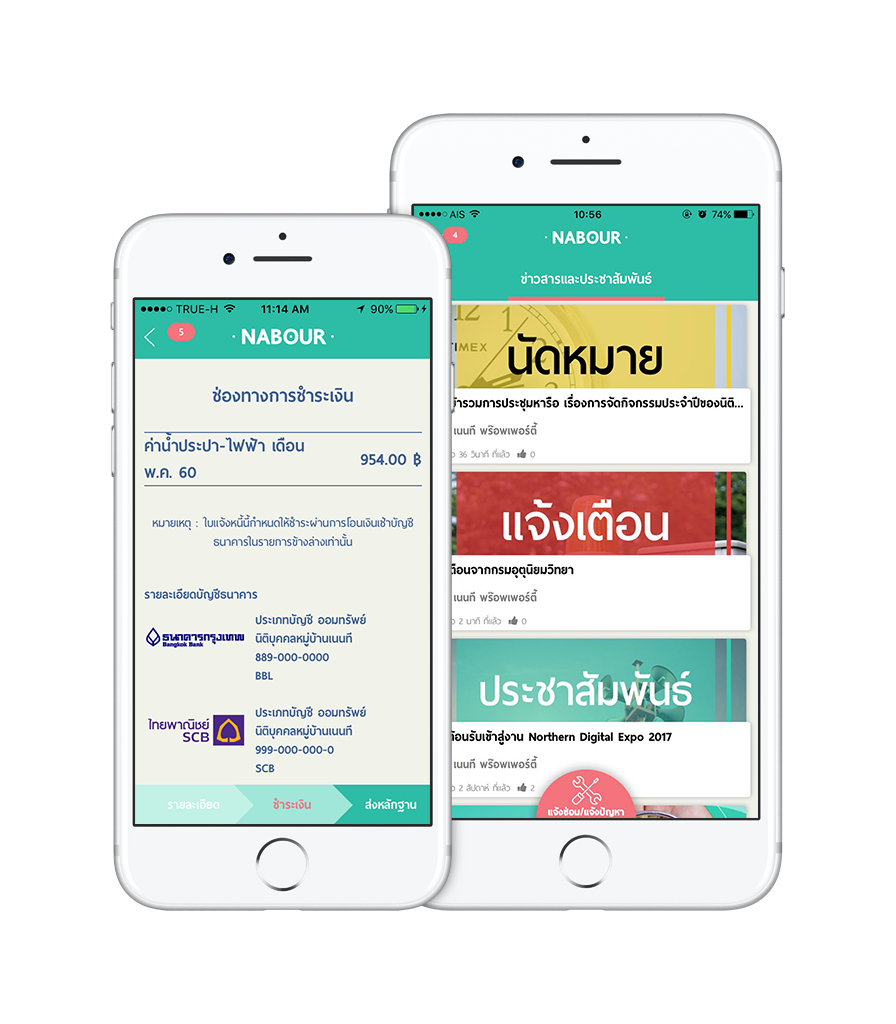 ●●●●○ TRUE-H 11:14 AM 90%
5
· NABOUR ·
ช่องทางการชำระเงิน
ค่าน้ำประปา-ไฟฟ้า เดือน
พ.ค. 60
954.00 ฿
หมายเหตุ : ใบแจ้งหนี้นี้กำหนดให้ชำระผ่านการโอนเงินเข้าบัญชี
ธนาคารในรายการข้างล่างเท่านั้น
รายละเอียดบัญชีธนาคาร
ธนาคารกรุงเทพ
Bangkok Bank
ประเภทบัญชี ออมทรัพย์
นิติบุคคลหมู่บ้านเนนที
889-000-0000
BBL
ไทยพาณิชย์
SCB
ประเภทบัญชี ออมทรัพย์
นิติบุคคลหมู่บ้านเนนที
999-000-000-0
SCB
รายละเอียด ชำระเงิน ส่งหลักฐาน
●●●●○ AIS 10:56 74%
4
· NABOUR ·
ข่าวสารและประชาสัมพันธ์
12
1
IMEX
นัดหมาย
ารวมการประชุมหารือ เรื่องการจัดกิจกรรมประจำปีของนิติ...
เนนที พร๊อพเพอร์ตี้
36 วินาที ที่แล้ว 0
แจ้งเตือน
ตือนจากกรมอุตุนิยมวิทยา
เนนที พร๊อพเพอร์ตี้
2 นาที ที่แล้ว 0
ประชาสัมพันธ์
ต้อนรับเข้าสู่งาน Northern Digital Expo 2017
เนนที พร๊อพเพอร์ตี้
2 สัปดาห์ ที่แล้ว 2
แจ้งซ่อม/แจ้งปัญหา